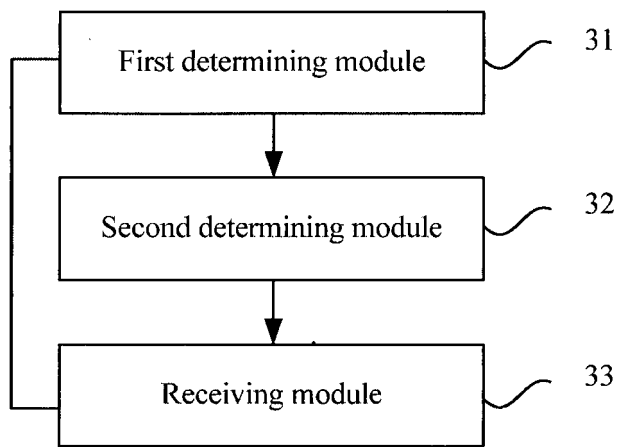 First determining module
31
Second determining module
32
Receiving module
33